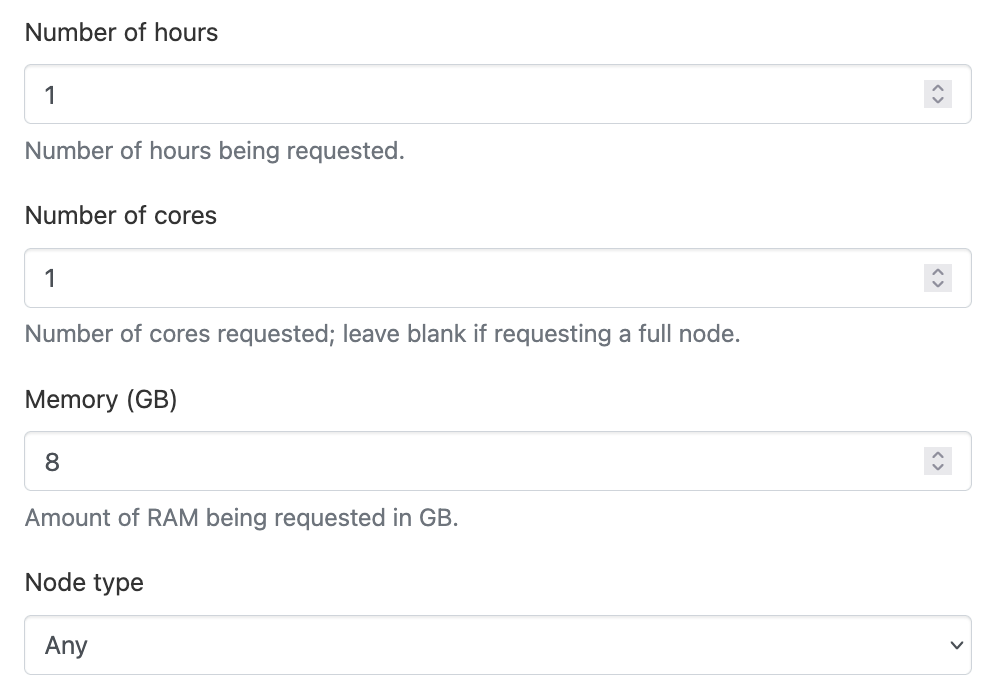 Number of hours
1
Number of hours being requested.
Number of cores
1
Number of cores requested; leave blank if requesting a full node.
Memory (GB)
8
Amount of RAM being requested in GB.
Node type
Any